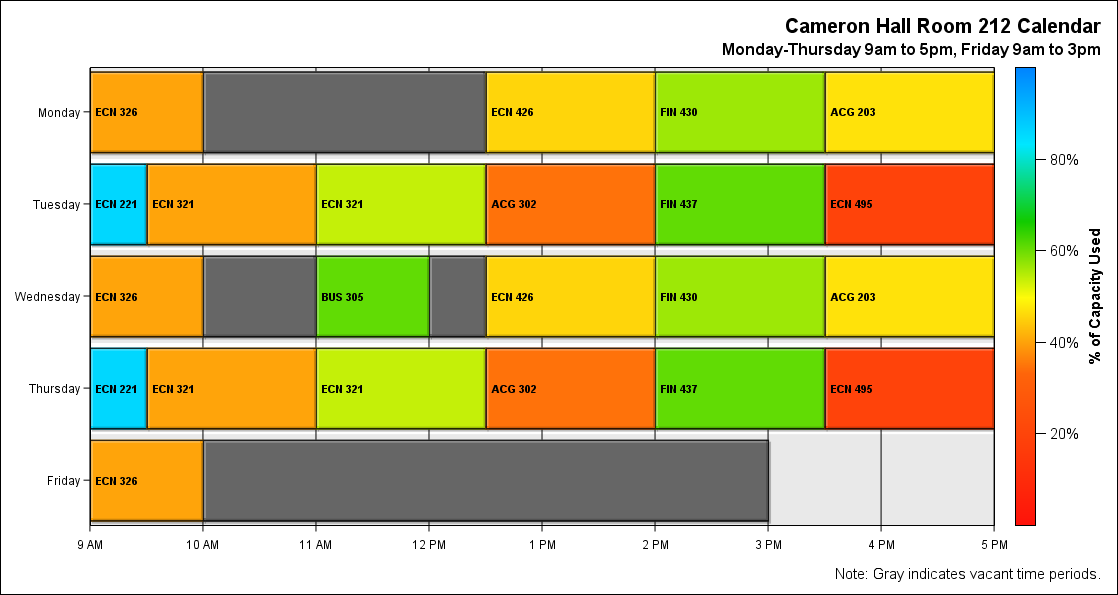 Cameron Hall Room 212 Calendar
Monday-Thursday 9am to 5pm, Friday 9am to 3pm
Monday
ECN 326
ECN 426
FIN 430
ACG 203
Tuesday
ECN 221
ECN 321
ECN 321
ACG 302
FIN 437
ECN 495
Wednesday
ECN 326
BUS 305
ECN 426
FIN 430
ACG 203
Thursday
ECN 221
ECN 321
ECN 321
ACG 302
FIN 437
ECN 495
Friday
ECN 326
9 AM
10 AM
11 AM
12 PM
1 PM
2 PM
3 PM
4 PM
5 PM
80%
60%
40%
20%
% of Capacity Used
Note: Gray indicates vacant time periods.